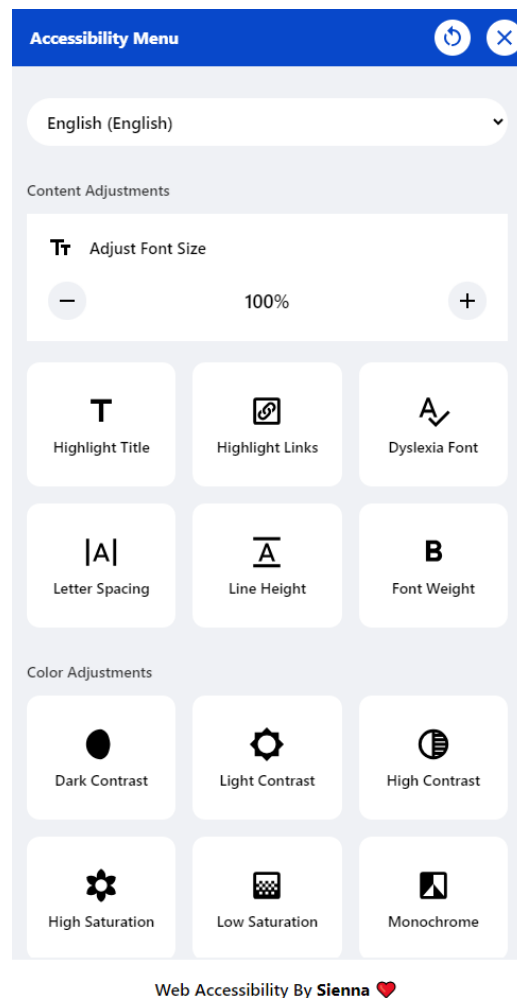 Accessibility Menu
English (English)
Content Adjustments
Adjust Font Size
100%
Highlight Title
Highlight Links
Dyslexia Font
Letter Spacing
Line Height
Font Weight
Color Adjustments
Dark Contrast
Light Contrast
High Contrast
High Saturation
Low Saturation
Monochrome
Web Accessibility By Sienna